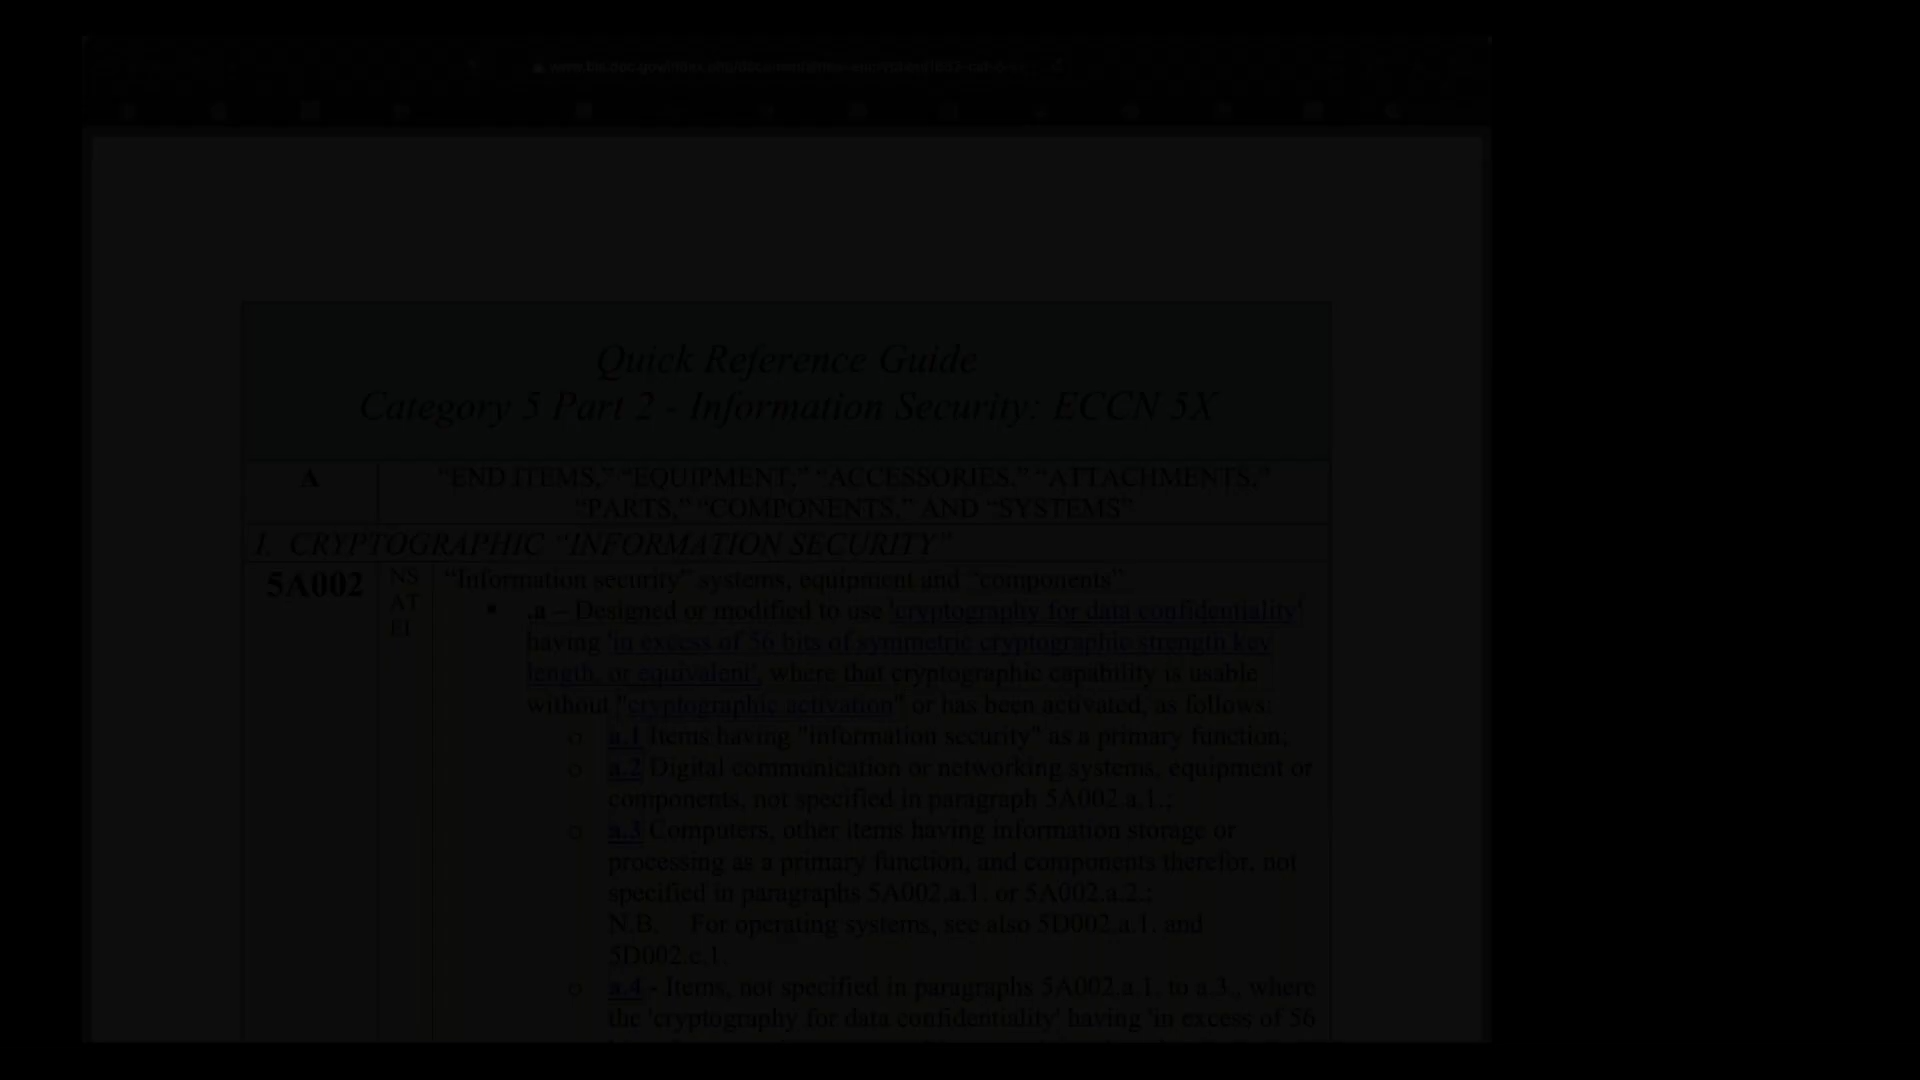 Quick Reference Guide
Category 5 Part 2 - Information Security: ECCN 5X
A
“END ITEMS,” “EQUIPMENT,” “ACCESSORIES,” “ATTACHMENTS,”
“PARTS,” “COMPONENTS,” AND “SYSTEMS”
I. CRYPTOGRAPHIC “INFORMATION SECURITY”
5A002
NS
AT
EI
“Information security” systems, equipment and “components”
▪ .a – Designed or modified to use 'cryptography for data confidentiality'
having 'in excess of 56 bits of symmetric cryptographic strength key
length, or equivalent', where that cryptographic capability is usable
without "cryptographic activation" or has been activated, as follows:
o a.1 Items having "information security" as a primary function;
o a.2 Digital communication or networking systems, equipment or
components, not specified in paragraph 5A002.a.1.;
o a.3 Computers, other items having information storage or
processing as a primary function, and components therefor, not
specified in paragraphs 5A002.a.1. or 5A002.a.2.;
N.B. For operating systems, see also 5D002.a.1. and
5D002.c.1.
o a.4 - Items, not specified in paragraphs 5A002.a.1. to a.3., where
the 'cryptography for data confidentiality' having 'in excess of 56